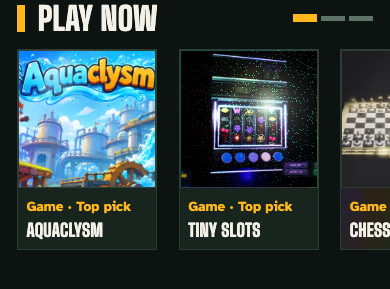 PLAY NOW
Aquaclysm
Game · Top pick
AQUACLYSM
Game · Top pick
TINY SLOTS
Game
CHESS